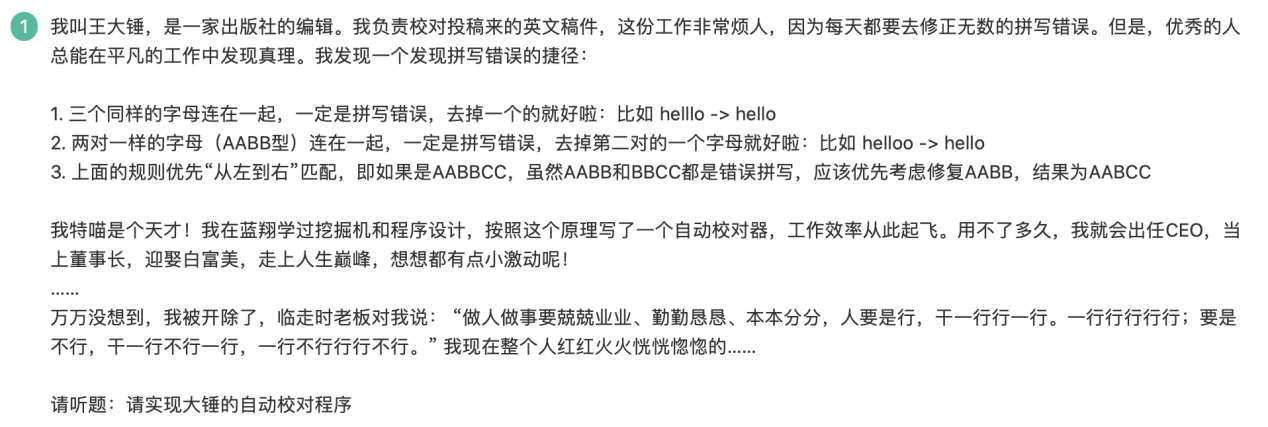 1 我叫王大锤，是一家出版社的编辑。我负责校对投稿来的英文稿件，这份工作非常烦人，因为每天都要去修正无数的拼写错误。但是，优秀的人
总能在平凡的工作中发现真理。我发现一个发现拼写错误的捷径：
1. 三个同样的字母连在一起，一定是拼写错误，去掉一个的就好啦：比如 helllo -> hello
2. 两对一样的字母（AABB型）连在一起，一定是拼写错误，去掉第二对的一个字母就好啦：比如 helloo -> hello
3. 上面的规则优先“从左到右”匹配，即如果是AABBCC，虽然AABB和BBCC都是错误拼写，应该优先考虑修复AABB，结果为AABCC
我特喵是个天才！我在蓝翔学过挖掘机和程序设计，按照这个原理写了一个自动校对器，工作效率从此起飞。用不了多久，我就会出任CEO，当
上董事长，迎娶白富美，走上人生巅峰，想想都有点小激动呢！
……
万万没想到，我被开除了，临走时老板对我说： “做人做事要兢兢业业、勤勤恳恳、本本分分，人要是行，干一行行一行。一行行行行行；要是
不行，干一行不行一行，一行不行行行不行。” 我现在整个人红红火火恍恍惚惚的……
请听题：请实现大锤的自动校对程序